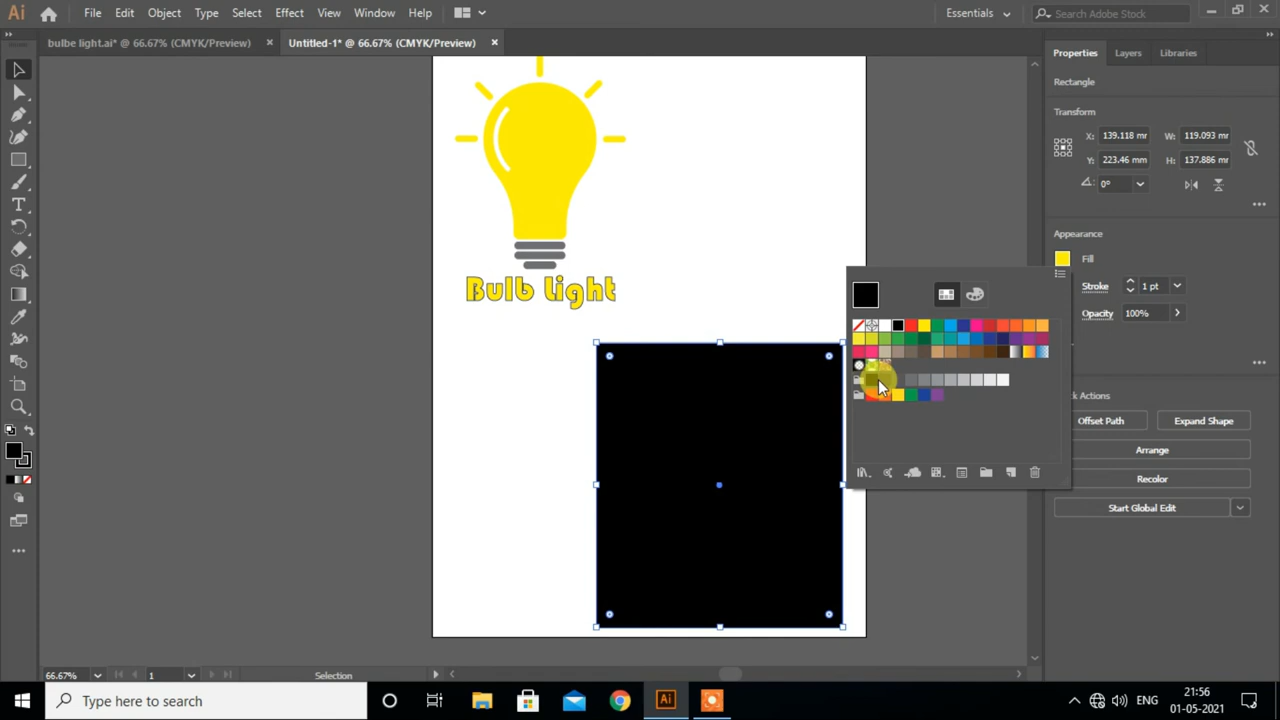 Ai File Edit Object Type Select Effect View Window Help Essentials Search Adobe Stock
bulbe light.ai* @ 66.67% (CMYK/Preview) × Untitled-1* @ 66.67% (CMYK/Preview) ×
Properties Layers Libraries
Rectangle
Transform
X: 139.118 mm W: 119.093 mm
Y: 223.46 mm H: 137.886 mm
0°
Appearance
Fill
Stroke 1 pt
Opacity 100%
Bulb Light
Offset Path Expand Shape
Arrange
Recolor
Start Global Edit
66.67% 1 Selection
Type here to search
Ai
ENG
21:56
01-05-2021